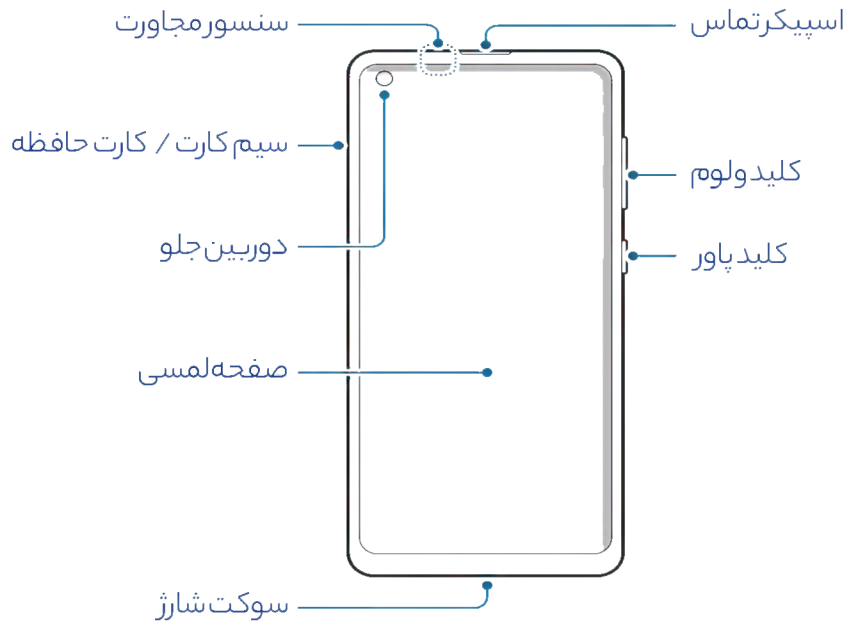 اسپیکر تماس
سنسور مجاورت
سیم کارت / کارت حافظه
کلید ولوم
دوربین جلو
کلید پاور
صفحه لمسی
سوکت شارژ